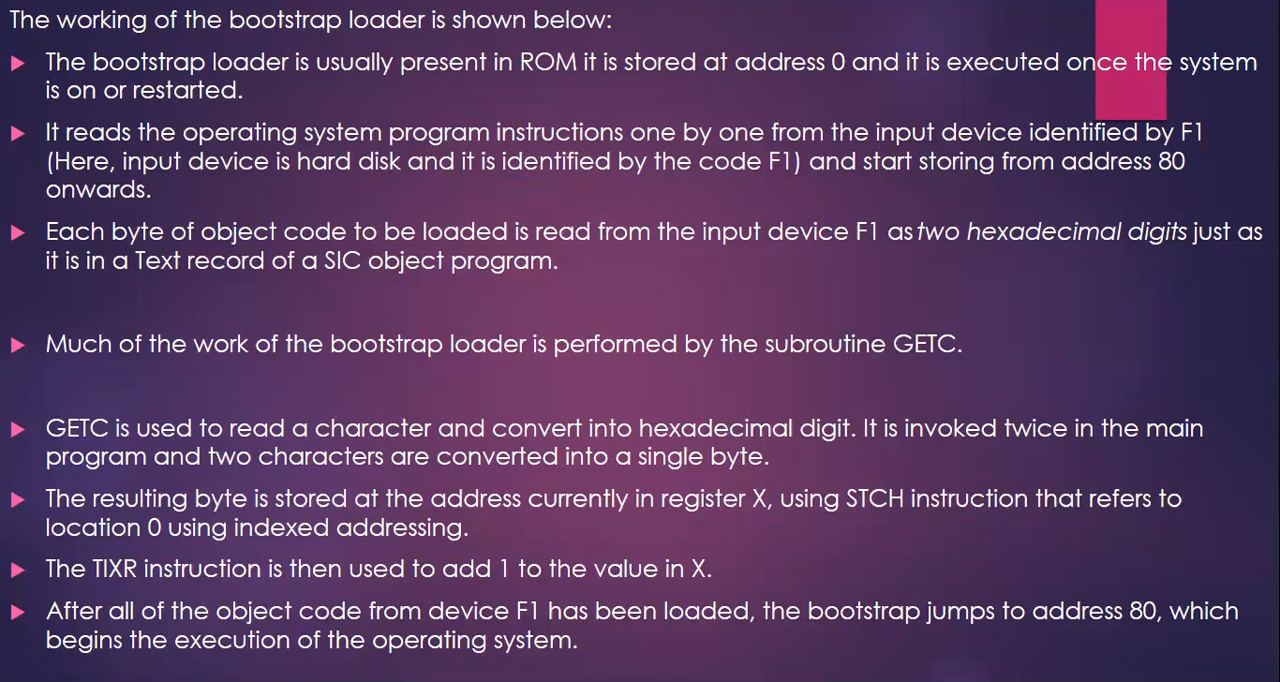 The working of the bootstrap loader is shown below:
The bootstrap loader is usually present in ROM it is stored at address 0 and it is executed once the system
is on or restarted.
It reads the operating system program instructions one by one from the input device identified by F1
(Here, input device is hard disk and it is identified by the code F1) and start storing from address 80
onwards.
Each byte of object code to be loaded is read from the input device F1 as two hexadecimal digits just as
it is in a Text record of a SIC object program.
Much of the work of the bootstrap loader is performed by the subroutine GETC.
GETC is used to read a character and convert into hexadecimal digit. It is invoked twice in the main
program and two characters are converted into a single byte.
The resulting byte is stored at the address currently in register X, using STCH instruction that refers to
location 0 using indexed addressing.
The TIXR instruction is then used to add 1 to the value in X.
After all of the object code from device F1 has been loaded, the bootstrap jumps to address 80, which
begins the execution of the operating system.